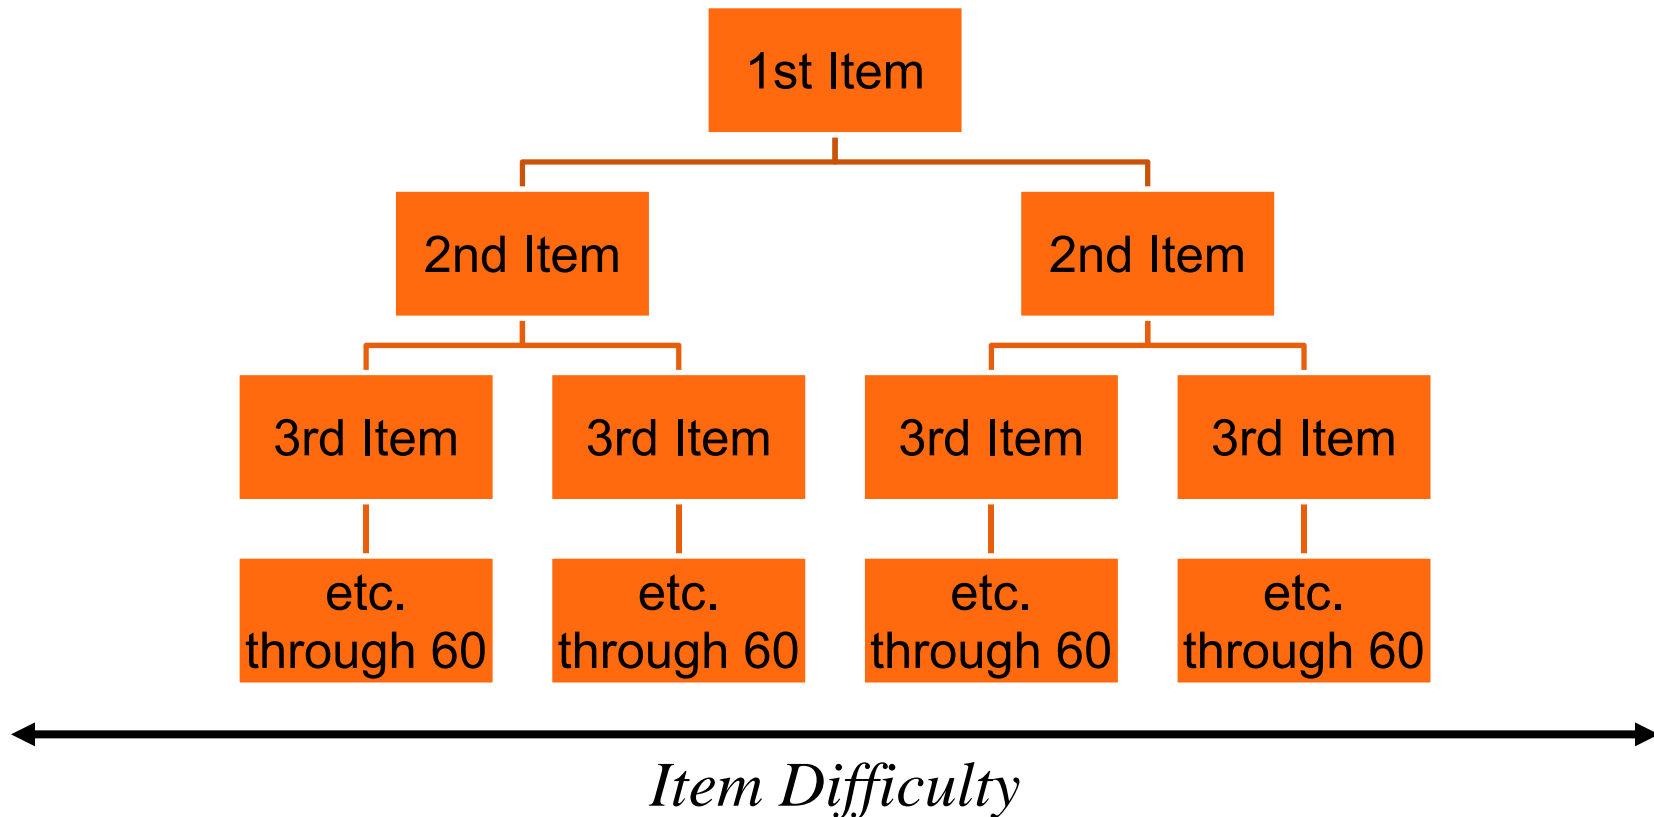 1st Item
2nd Item
2nd Item
3rd Item
3rd Item
3rd Item
3rd Item
etc.
through 60
etc.
through 60
etc.
through 60
etc.
through 60
Item Difficulty